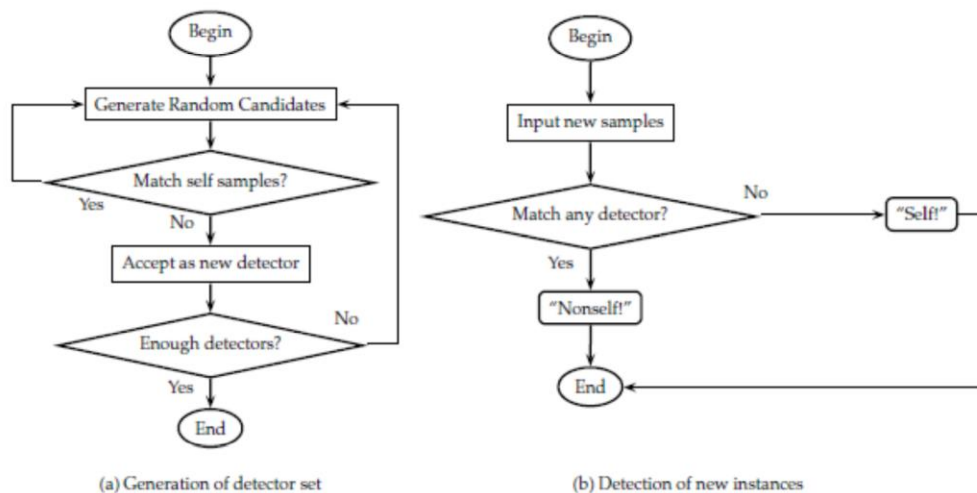 Begin
Generate Random Candidates
Match self samples?
Yes
No
Accept as new detector
No
Enough detectors?
Yes
End
(a) Generation of detector set
Begin
Input new samples
No
Match any detector?
"Self!"
Yes
"Nonself!"
End
(b) Detection of new instances